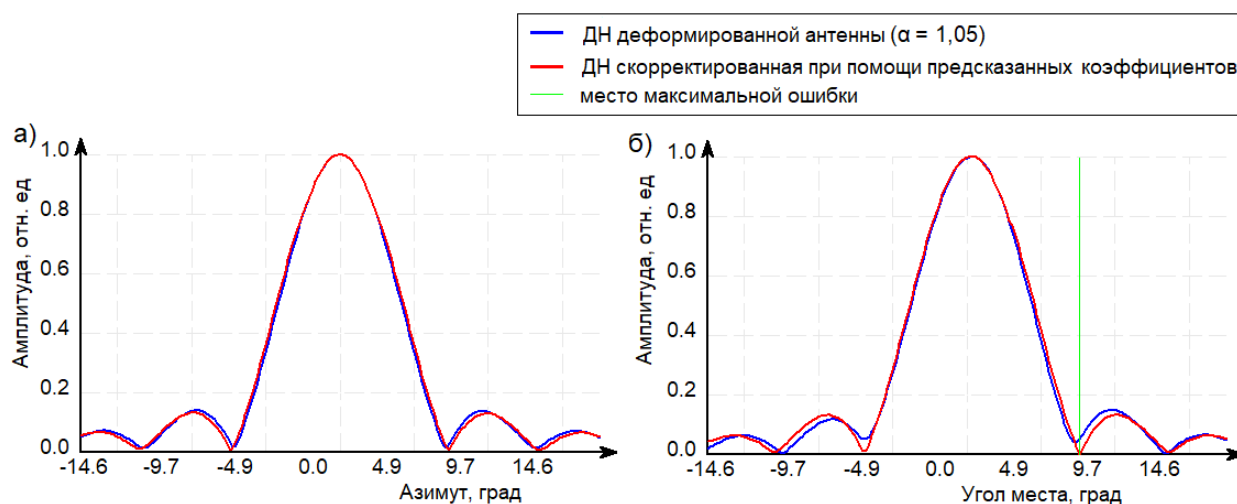 ДН деформированной антенны (α = 1,05)
ДН скорректированная при помощи предсказанных коэффициентов
место максимальной ошибки
а)
Амплитуда, отн. ед
1.0
0.8
0.6
0.4
0.2
0.0
-14.6 -9.7 -4.9 0.0 4.9 9.7 14.6
Азимут, град
б)
Амплитуда, отн. ед
1.0
0.8
0.6
0.4
0.2
0.0
-14.6 -9.7 -4.9 0.0 4.9 9.7 14.6
Угол места, град